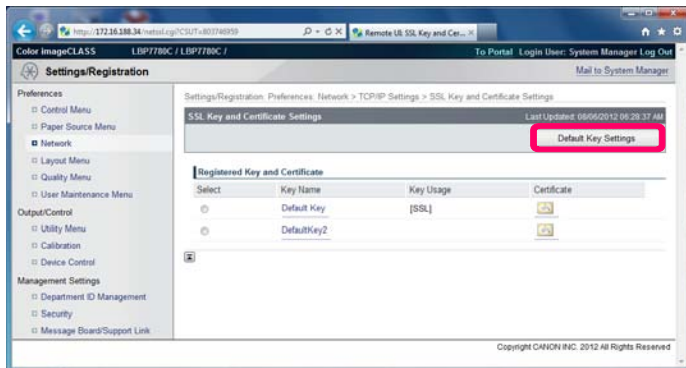 http://172.16.188.34/netssl.cgi?CSUT=803746959
Remote UI: SSL Key and Cer...
Color imageCLASS LBP7780C / LBP7780C / To Portal Login User: System Manager Log Out
Settings/Registration Mail to System Manager
Preferences
Control Menu
Paper Source Menu
Network
Layout Menu
Quality Menu
User Maintenance Menu
Output/Control
Utility Menu
Calibration
Device Control
Management Settings
Department ID Management
Security
Message Board/Support Link
Settings/Registration: Preferences: Network > TCP/IP Settings > SSL Key and Certificate Settings
SSL Key and Certificate Settings Last Updated: 06/06/2012 06:29:37 AM
Default Key Settings
Registered Key and Certificate
Select Key Name Key Usage Certificate
Default Key [SSL]
DefaultKey2
Copyright CANON INC. 2012 All Rights Reserved